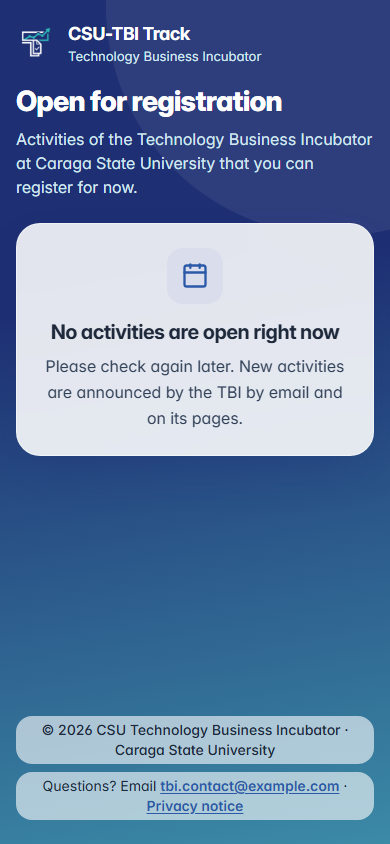 CSU-TBI Track
Technology Business Incubator
Open for registration
Activities of the Technology Business Incubator
at Caraga State University that you can
register for now.
No activities are open right now
Please check again later. New activities
are announced by the TBI by email and
on its pages.
© 2026 CSU Technology Business Incubator ·
Caraga State University
Questions? Email tbi.contact@example.com ·
Privacy notice